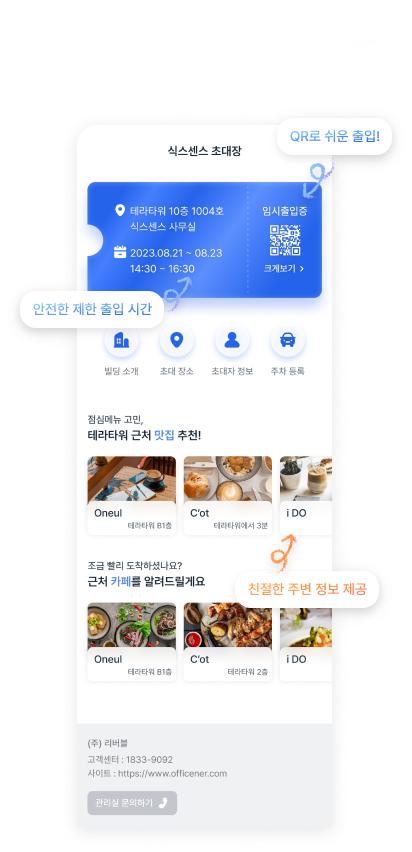 QR로 쉬운 출입!
식스센스 초대장
테라타워 10층 1004호
식스센스 사무실
임시출입증
2023.08.21 ~ 08.23
14:30 ~ 16:30
크게보기 >
안전한 제한 출입 시간
빌딩 소개
초대 장소
초대자 정보
주차 등록
점심메뉴 고민,
테라타워 근처 맛집 추천!
Oneul
테라타워 B1층
C'ot
테라타워에서 3분
i DO
조금 빨리 도착하셨나요?
근처 카페를 알려드릴게요
친절한 주변 정보 제공
Oneul
테라타워 B1층
C'ot
테라타워 2층
i DO
(주) 리버블
고객센터 : 1833-9092
사이트 : https://www.officener.com
관리실 문의하기